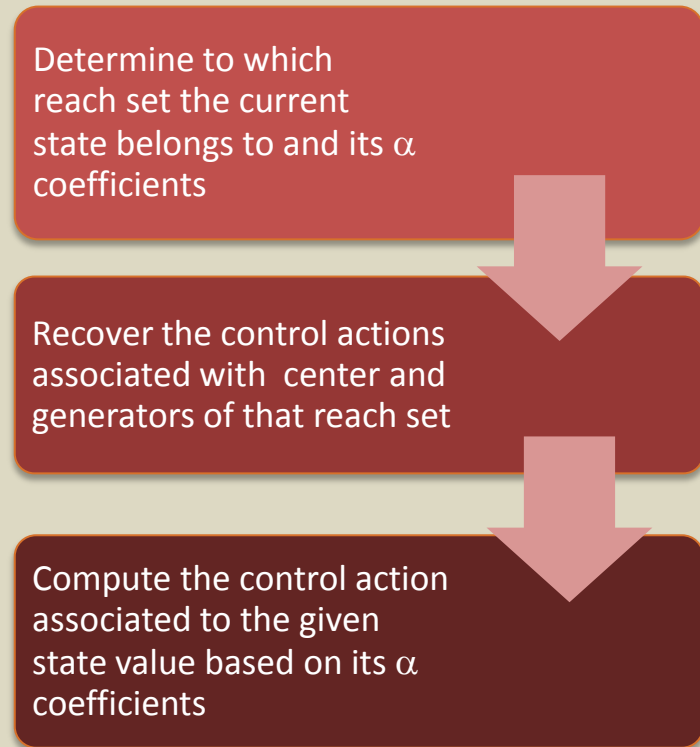 Determine to which
reach set the current
state belongs to and its α
coefficients
Recover the control actions
associated with  center and
generators of that reach set
Compute the control action
associated to the given
state value based on its α
coefficients